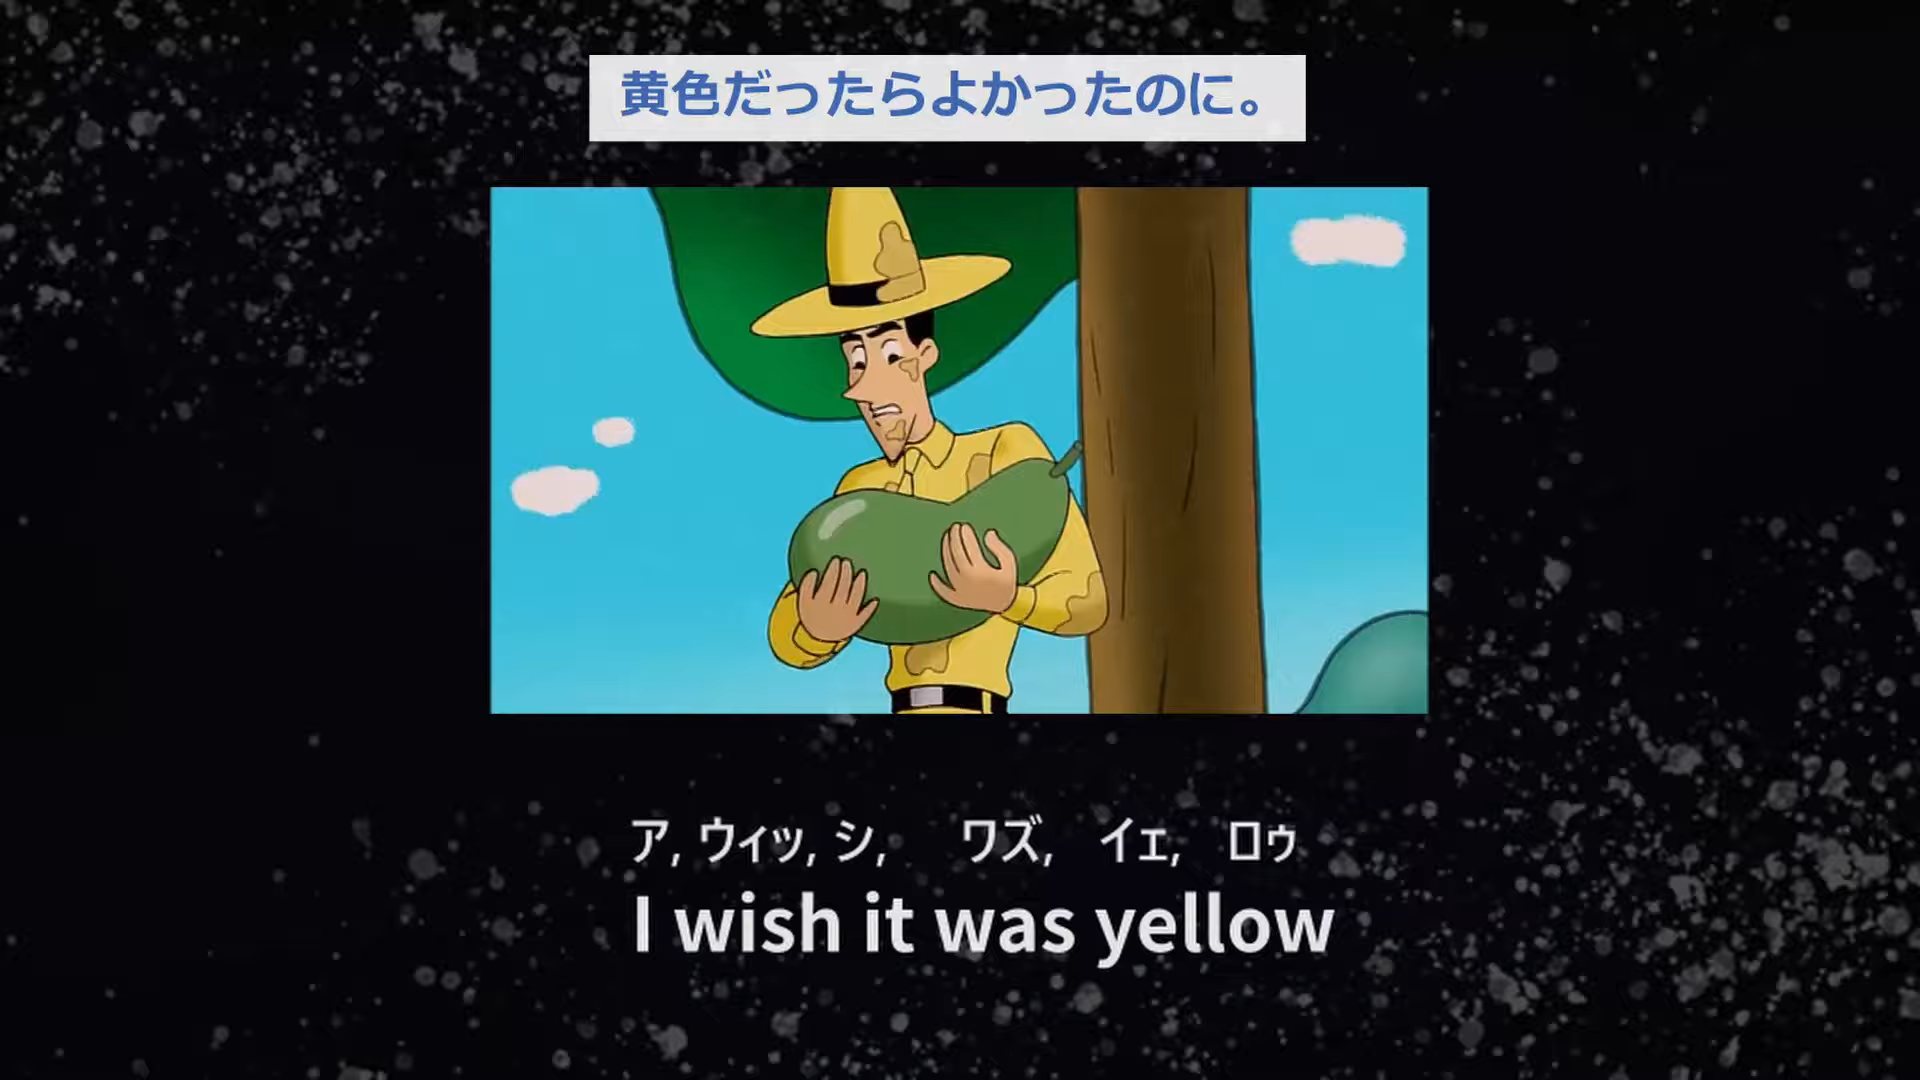 黄色だったらよかったのに。
ア, ウィッ, シ, ワズ, イェ, ロゥ
I wish it was yellow